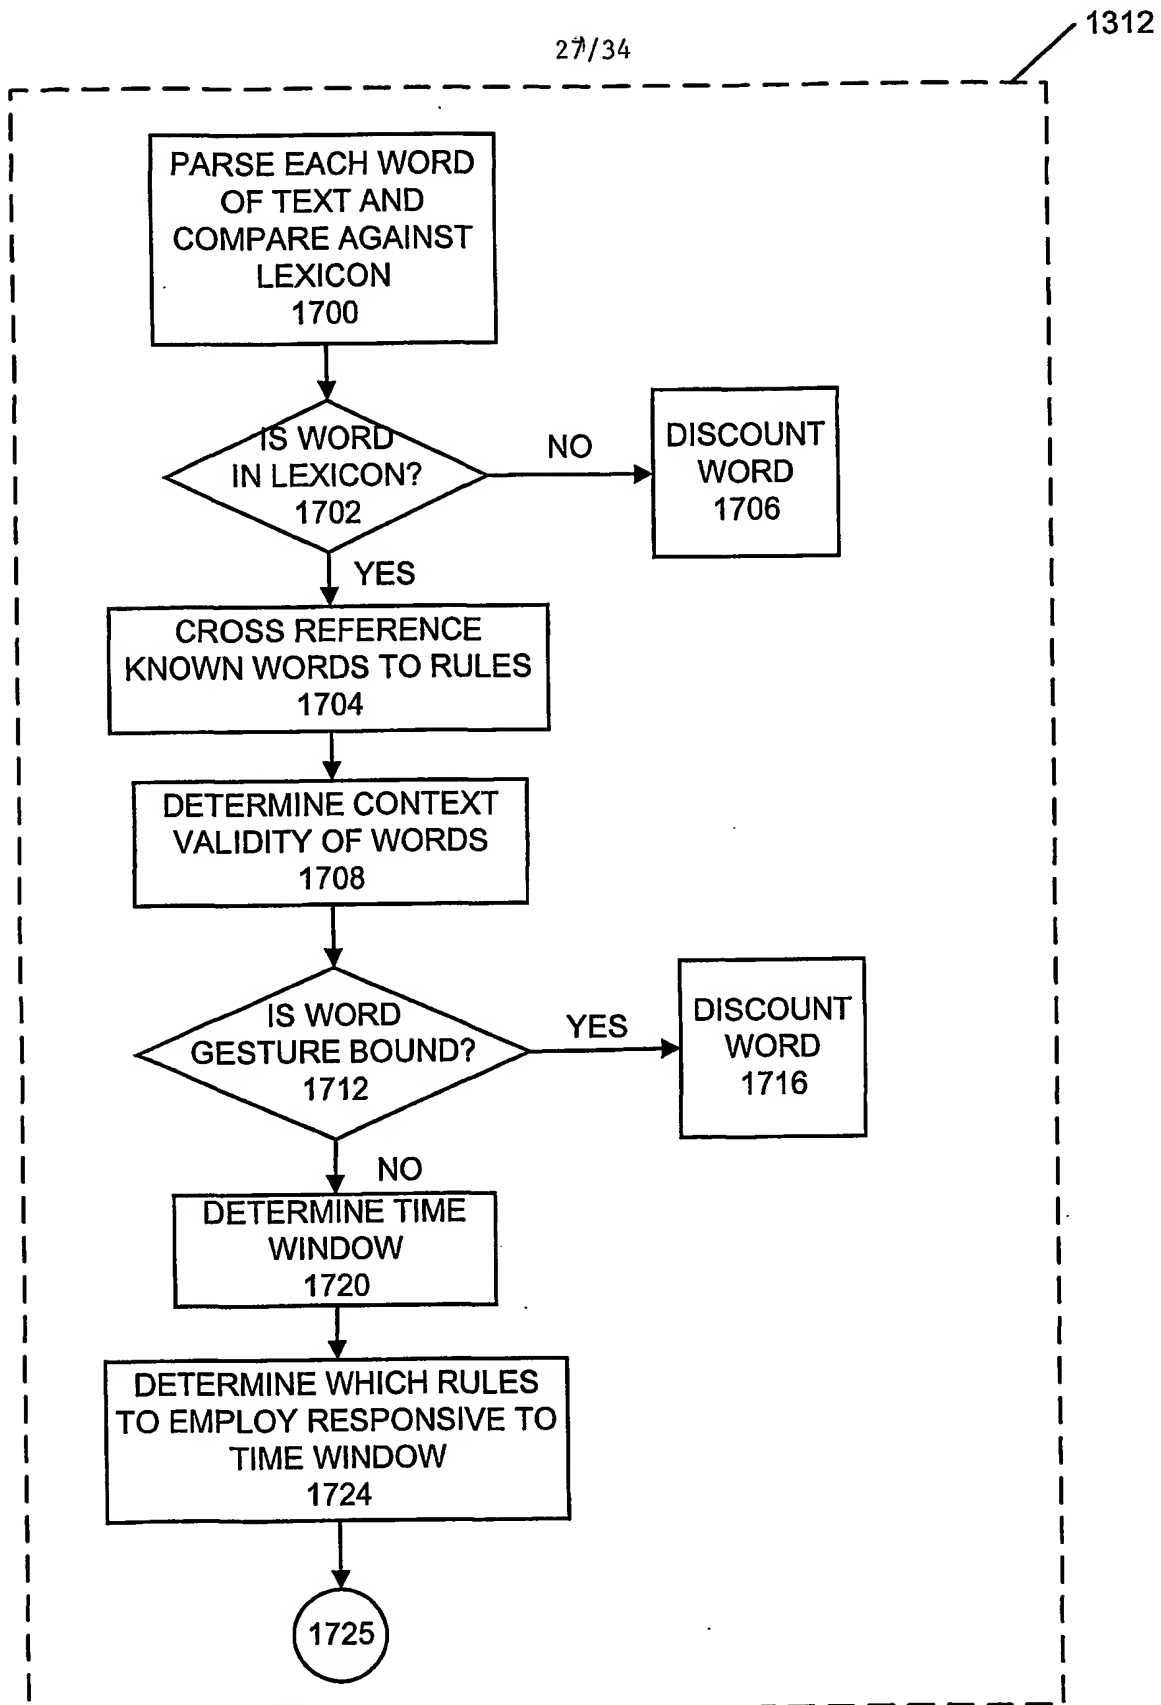 1312
27/34
PARSE EACH WORD
OF TEXT AND
COMPARE AGAINST
LEXICON
1700
IS WORD
IN LEXICON?
1702
NO
DISCOUNT
WORD
1706
YES
CROSS REFERENCE
KNOWN WORDS TO RULES
1704
DETERMINE CONTEXT
VALIDITY OF WORDS
1708
IS WORD
GESTURE BOUND?
1712
YES
DISCOUNT
WORD
1716
NO
DETERMINE TIME
WINDOW
1720
DETERMINE WHICH RULES
TO EMPLOY RESPONSIVE TO
TIME WINDOW
1724
1725